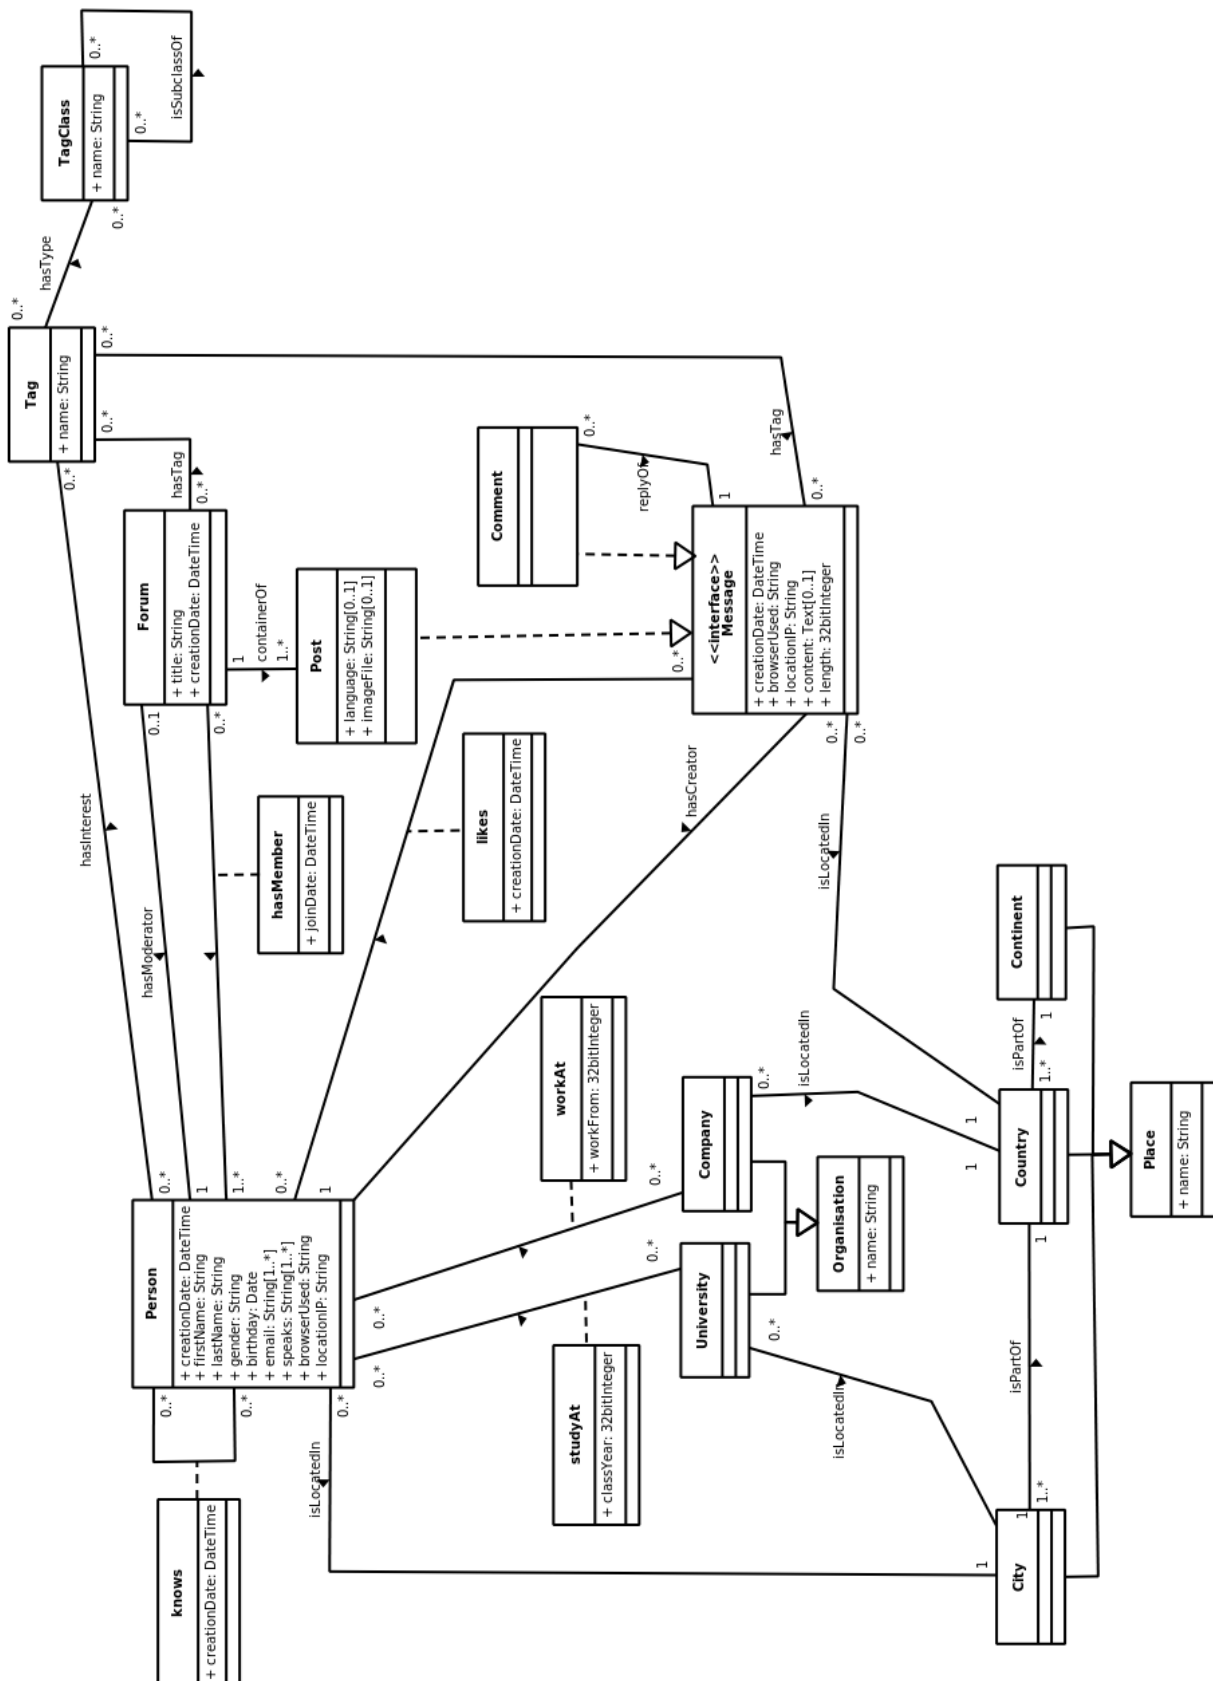 knows
+ creationDate: DateTime
Person
+ creationDate: DateTime
+ firstName: String
+ lastName: String
+ gender: String
+ birthday: Date
+ email: String[1..*]
+ speaks: String[1..*]
+ browserUsed: String
+ locationIP: String
0..*
0..*
0..*
0..*
0..*
0..*
1
1..*
0..*
1
hasInterest
hasModerator
hasMember
+ joinDate: DateTime
likes
+ creationDate: DateTime
hasCreator
Forum
+ title: String
+ creationDate: DateTime
0..1
0..*
0..*
hasTag
1
containerOf
1..*
Post
+ language: String[0..1]
+ imageFile: String[0..1]
Tag
+ name: String
0..*
0..*
0..*
0..*
hasType
TagClass
+ name: String
0..*
0..*
0..*
isSubclassOf
Comment
0..*
replyOf
1
hasTag
0..*
<<interface>>
Message
+ creationDate: DateTime
+ browserUsed: String
+ locationIP: String
+ content: Text[0..1]
+ length: 32bitInteger
0..*
0..*
0..*
isLocatedIn
workAt
+ workFrom: 32bitInteger
studyAt
+ classYear: 32bitInteger
0..*
0..*
University
Company
0..*
0..*
isLocatedIn
isLocatedIn
isLocatedIn
Organisation
+ name: String
City
1
1
1..*
isPartOf
1
Country
1
1
1..*
isPartOf
1
Continent
Place
+ name: String